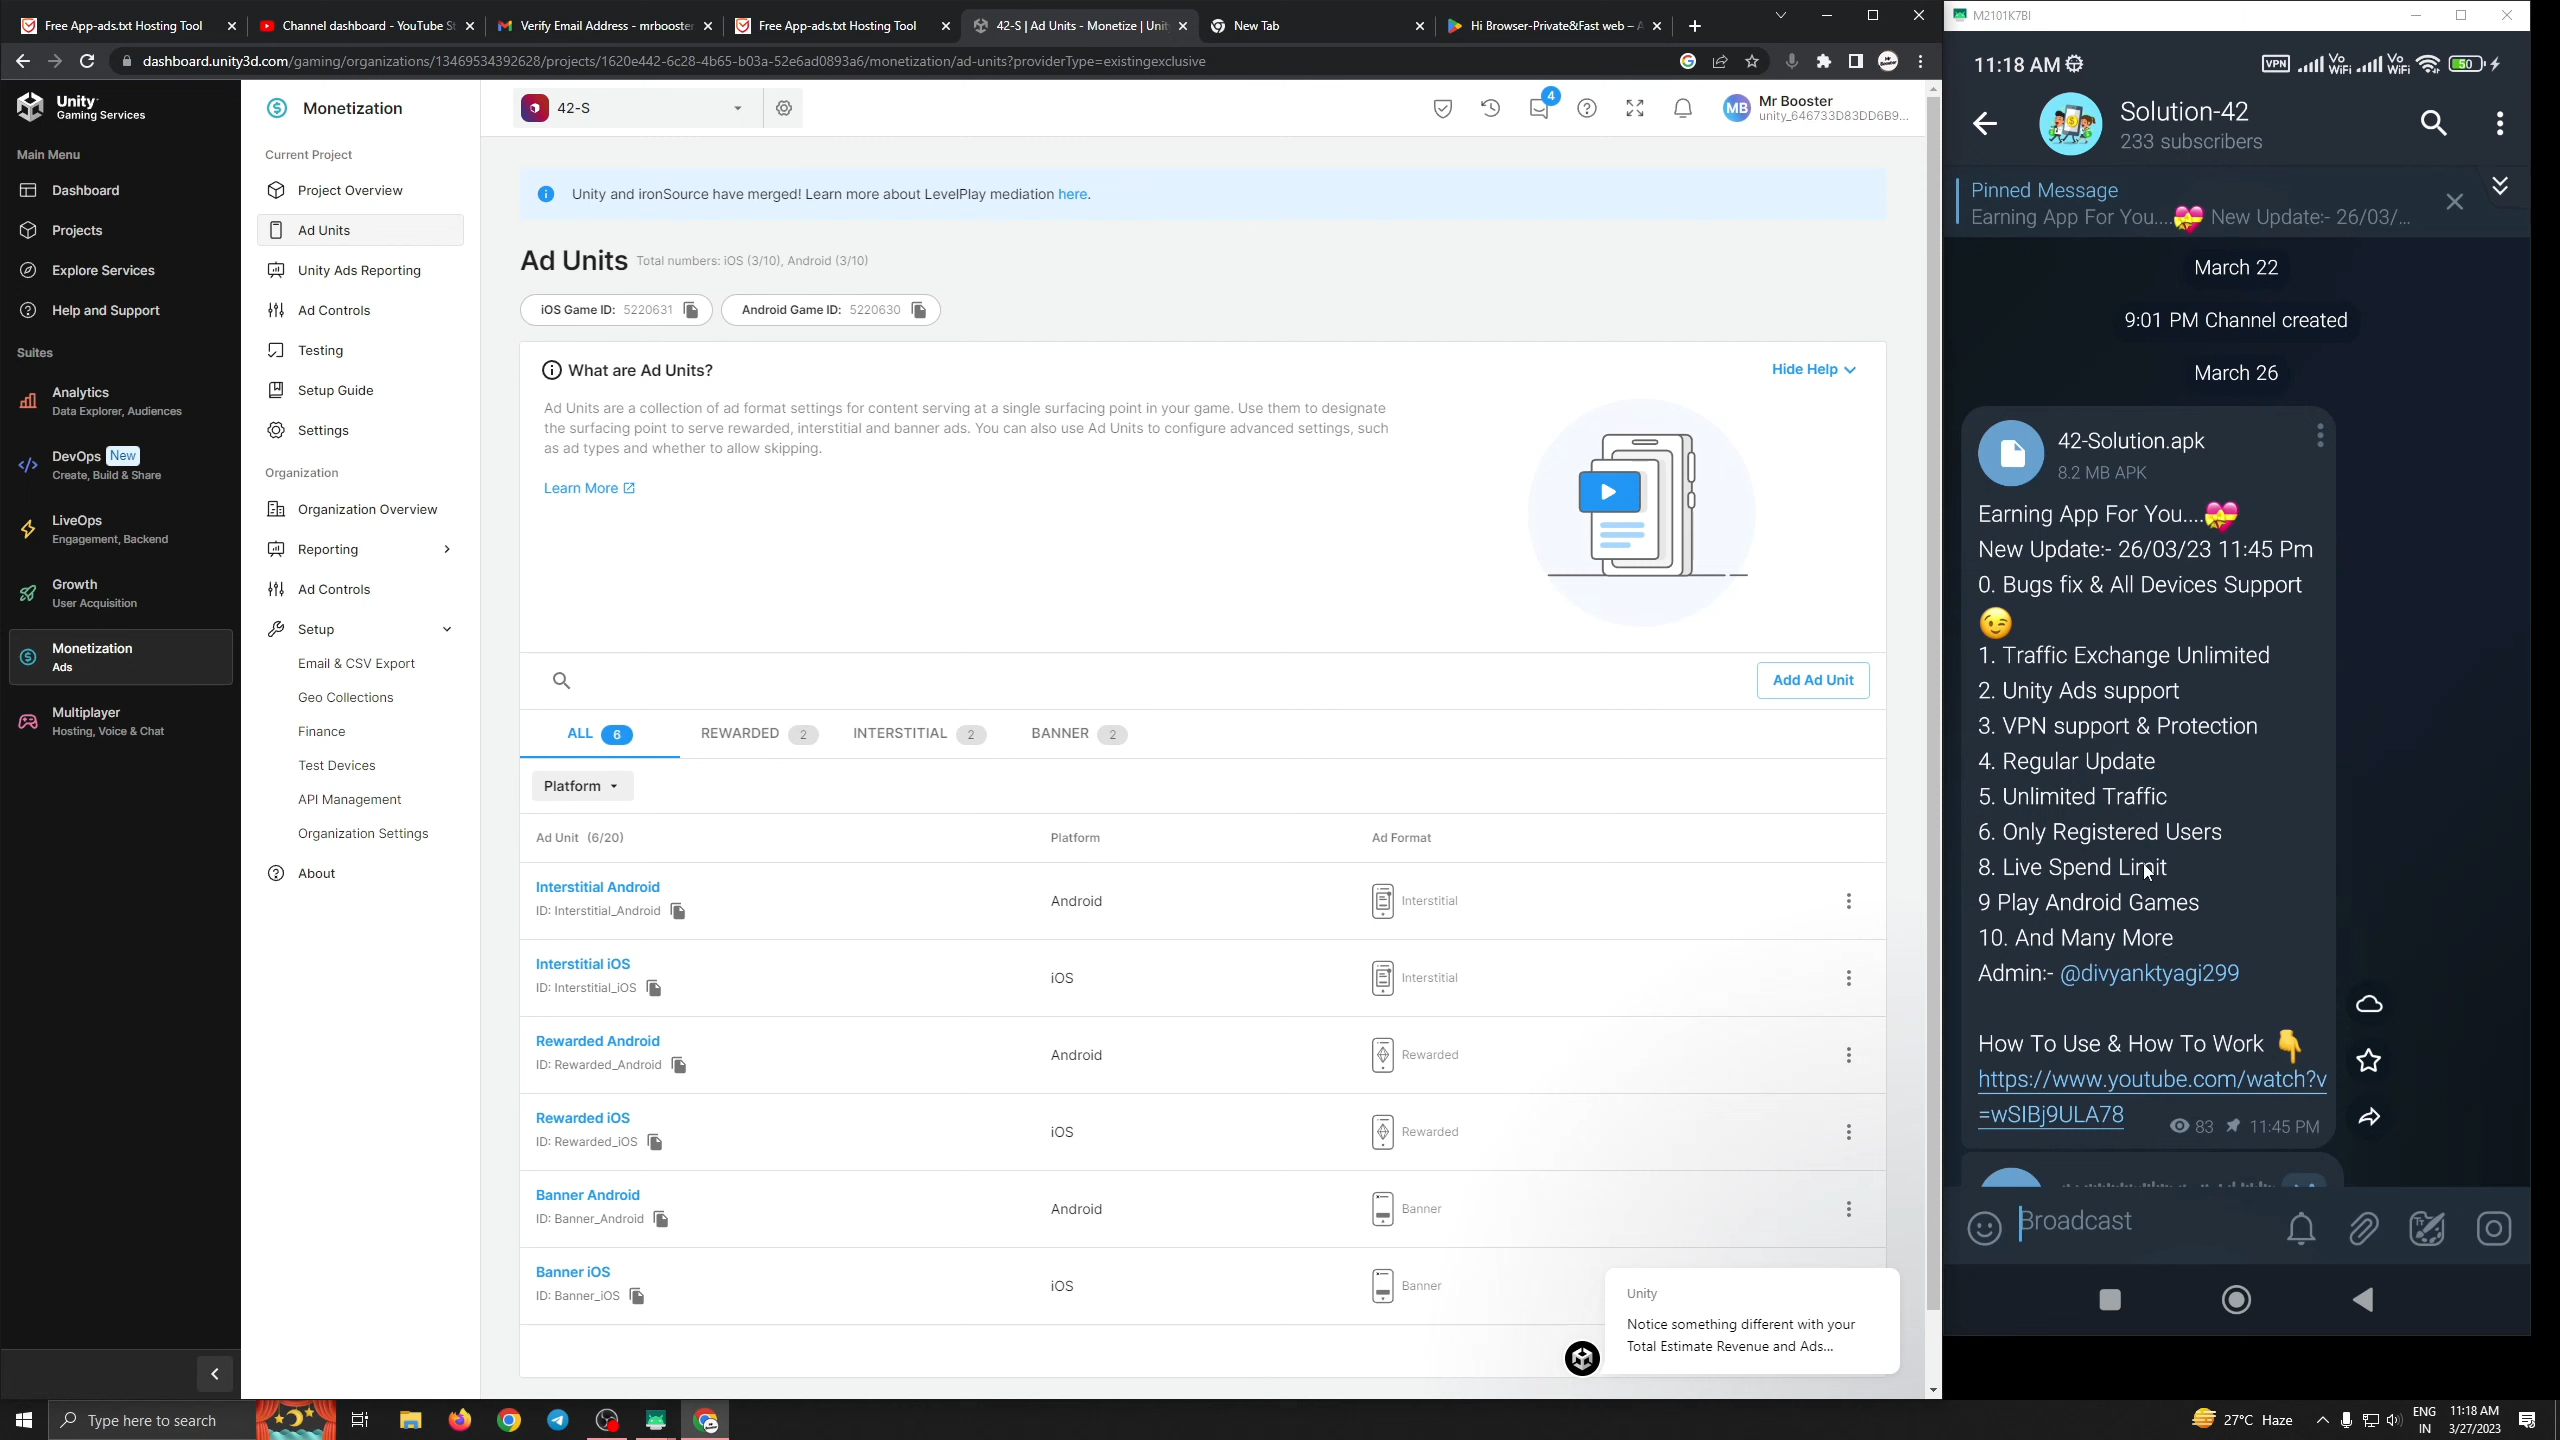 Free App-ads.txt Hosting Tool
Channel dashboard - YouTube St
Verify Email Address - mrbooster
Free App-ads.txt Hosting Tool
42-S | Ad Units - Monetize | Unit
New Tab
Hi Browser-Private&Fast web – A
dashboard.unity3d.com/gaming/organizations/13469534392628/projects/1620e442-6c28-4b65-b03a-52e6ad0893a6/monetization/ad-units?providerType=existingexclusive
Unity
Gaming Services
Main Menu
Dashboard
Projects
Explore Services
Help and Support
Suites
Analytics
Data Explorer, Audiences
DevOps New
Create, Build & Share
LiveOps
Engagement, Backend
Growth
User Acquisition
Monetization
Ads
Multiplayer
Hosting, Voice & Chat
Monetization
Current Project
Project Overview
Ad Units
Unity Ads Reporting
Ad Controls
Testing
Setup Guide
Settings
Organization
Organization Overview
Reporting
Ad Controls
Setup
Email & CSV Export
Geo Collections
Finance
Test Devices
API Management
Organization Settings
About
42-S
4
MB
Mr Booster
unity_646733D83DD6B9...
Unity and ironSource have merged! Learn more about LevelPlay mediation here.
Ad Units Total numbers: iOS (3/10), Android (3/10)
iOS Game ID: 5220631
Android Game ID: 5220630
What are Ad Units?
Hide Help
Ad Units are a collection of ad format settings for content serving at a single surfacing point in your game. Use them to designate
the surfacing point to serve rewarded, interstitial and banner ads. You can also use Ad Units to configure advanced settings, such
as ad types and whether to allow skipping.
Learn More
Add Ad Unit
ALL 6
REWARDED 2
INTERSTITIAL 2
BANNER 2
Platform
Ad Unit (6/20) Platform Ad Format
Interstitial Android
ID: Interstitial_Android
Android
Interstitial
Interstitial iOS
ID: Interstitial_iOS
iOS
Interstitial
Rewarded Android
ID: Rewarded_Android
Android
Rewarded
Rewarded iOS
ID: Rewarded_iOS
iOS
Rewarded
Banner Android
ID: Banner_Android
Android
Banner
Banner iOS
ID: Banner_iOS
iOS
Banner
Unity
Notice something different with your
Total Estimate Revenue and Ads...
M2101K7BI
11:18 AM
VPN
Vo
WiFi
Vo
WiFi
50
Solution-42
233 subscribers
Pinned Message
Earning App For You....💝 New Update:- 26/03/...
March 22
9:01 PM Channel created
March 26
42-Solution.apk
8.2 MB APK
Earning App For You....💝
New Update:- 26/03/23 11:45 Pm
0. Bugs fix & All Devices Support
😉
1. Traffic Exchange Unlimited
2. Unity Ads support
3. VPN support & Protection
4. Regular Update
5. Unlimited Traffic
6. Only Registered Users
8. Live Spend Limit
9 Play Android Games
10. And Many More
Admin:- @divyanktyagi299
How To Use & How To Work 👇
https://www.youtube.com/watch?v
=wSIBj9ULA78
83
11:45 PM
Broadcast
Type here to search
27°C Haze
ENG
IN
11:18 AM
3/27/2023